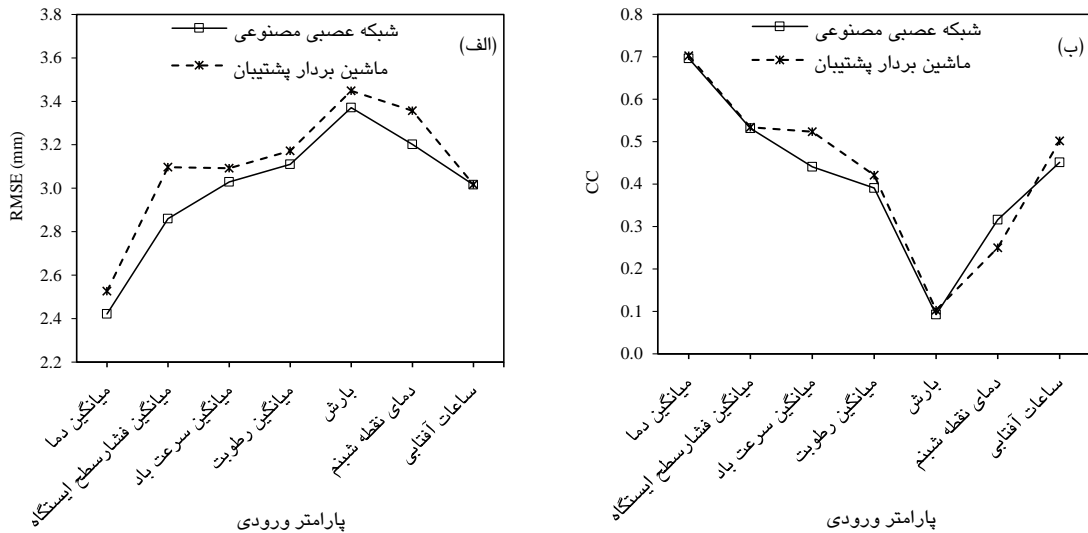 (الف)
شبکه عصبی مصنوعی
ماشین بردار پشتیبان
RMSE (mm)
3.8
3.6
3.4
3.2
3.0
2.8
2.6
2.4
2.2
میانگین دما
میانگین فشارسطح ایستگاه
میانگین سرعت باد
میانگین رطوبت
بارش
دمای نقطه شبنم
ساعات آفتابی
پارامتر ورودی
(ب)
شبکه عصبی مصنوعی
ماشین بردار پشتیبان
CC
0.8
0.7
0.6
0.5
0.4
0.3
0.2
0.1
0.0
میانگین دما
میانگین فشارسطح ایستگاه
میانگین سرعت باد
میانگین رطوبت
بارش
دمای نقطه شبنم
ساعات آفتابی
پارامتر ورودی